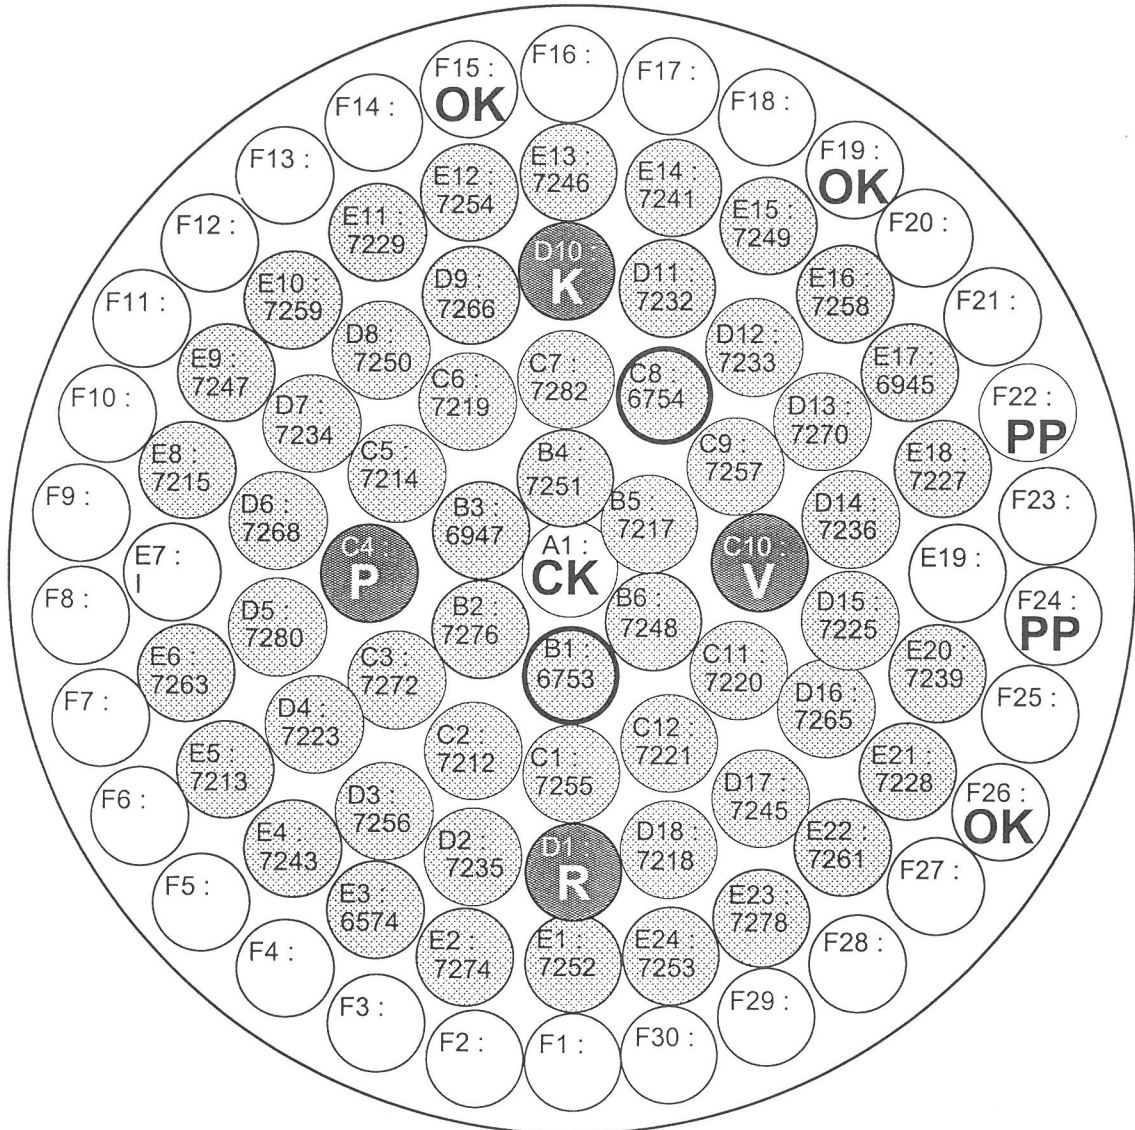 F16 :
F15 :
OK
F17 :
F14 :
F18 :
F13 :
E13 :
7246
F19 :
OK
E12 :
7254
E14 :
7241
F12 :
E11 :
7229
E15 :
7249
F20 :
D10 :
K
E10 :
7259
D9 :
7266
D11 :
7232
E16 :
7258
F11 :
F21 :
D8 :
7250
D12 :
7233
E9 :
7247
C7 :
7282
E17 :
6945
C6 :
7219
C8 :
6754
F10 :
D7 :
7234
D13 :
7270
F22 :
PP
C5 :
7214
C9 :
7257
E8 :
7215
B4 :
7251
E18 :
7227
F9 :
D6 :
7268
B3 :
6947
B5 :
7217
D14 :
7236
F23 :
E7 :
I
C4 :
P
A1 :
CK
C10 :
V
E19 :
F8 :
D5 :
7280
B2 :
7276
B6 :
7248
D15 :
7225
F24 :
PP
E6 :
7263
C3 :
7272
B1 :
6753
C11 :
7220
E20 :
7239
F7 :
D4 :
7223
D16 :
7265
F25 :
C2 :
7212
C12 :
7221
E5 :
7213
C1 :
7255
E21 :
7228
F6 :
D3 :
7256
D17 :
7245
F26 :
OK
E4 :
7243
D2 :
7235
D1 :
R
D18 :
7218
E22 :
7261
F5 :
F27 :
E3 :
6574
E23 :
7278
F4 :
E2 :
7274
E1 :
7252
E24 :
7253
F28 :
F3 :
F29 :
F2 :
F1 :
F30 :